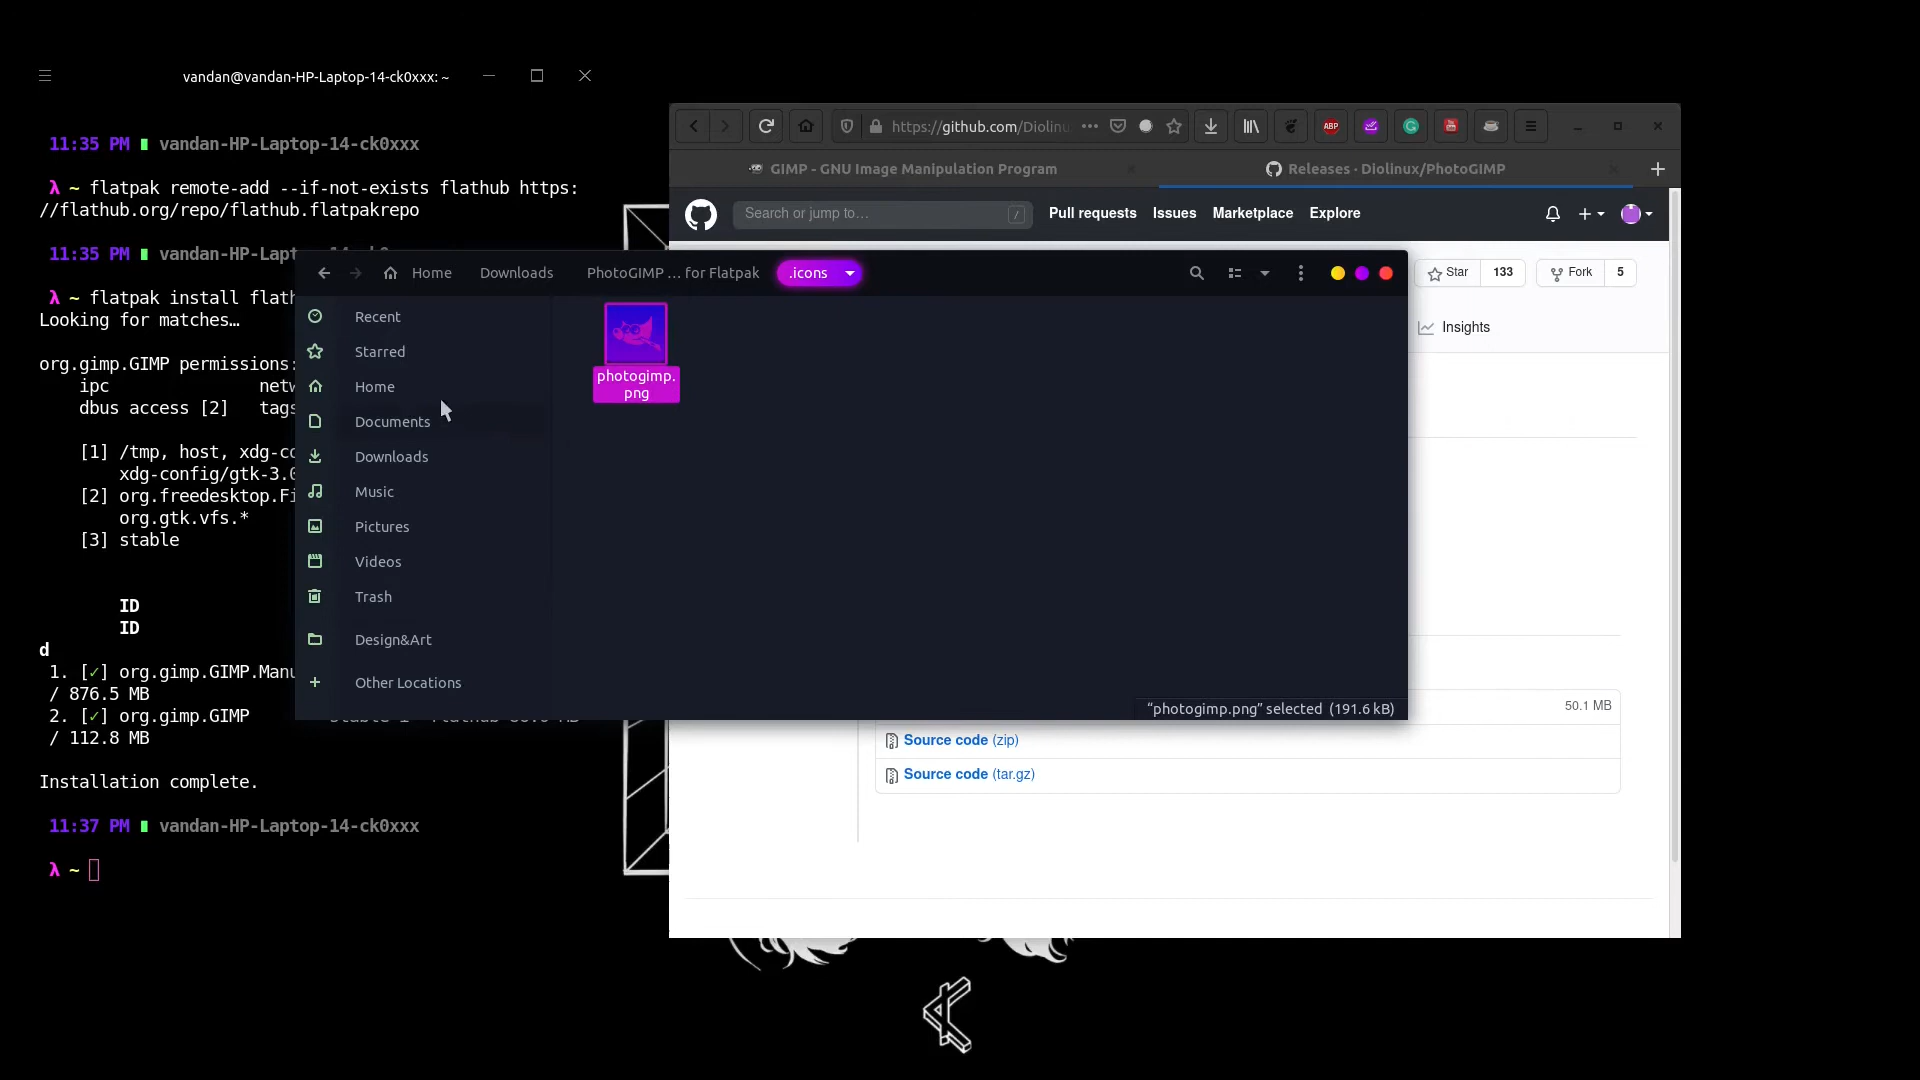 vandan@vandan-HP-Laptop-14-ck0xxx: ~
11:35 PM vandan-HP-Laptop-14-ck0xxx
λ ~ flatpak remote-add --if-not-exists flathub https:
//flathub.org/repo/flathub.flatpakrepo
11:35 PM vandan-HP-Laptop-14-ck0xxx
λ ~ flatpak install flath
Looking for matches…
org.gimp.GIMP permissions:
ipc netw
dbus access [2] tags
[1] /tmp, host, xdg-co
xdg-config/gtk-3.0
[2] org.freedesktop.Fi
org.gtk.vfs.*
[3] stable
ID
ID
d
1. [✓] org.gimp.GIMP.Manu
/ 876.5 MB
2. [✓] org.gimp.GIMP
/ 112.8 MB
Installation complete.
11:37 PM vandan-HP-Laptop-14-ck0xxx
λ ~
https://github.com/Diolinu
ABP
GIMP - GNU Image Manipulation Program
Releases · Diolinux/PhotoGIMP
Search or jump to…
/
Pull requests Issues Marketplace Explore
Star 133
Fork 5
Insights
50.1 MB
Source code (zip)
Source code (tar.gz)
Home Downloads PhotoGIMP … for Flatpak .icons
Recent
Starred
Home
Documents
Downloads
Music
Pictures
Videos
Trash
Design&Art
Other Locations
photogimp.
png
“photogimp.png” selected (191.6 kB)